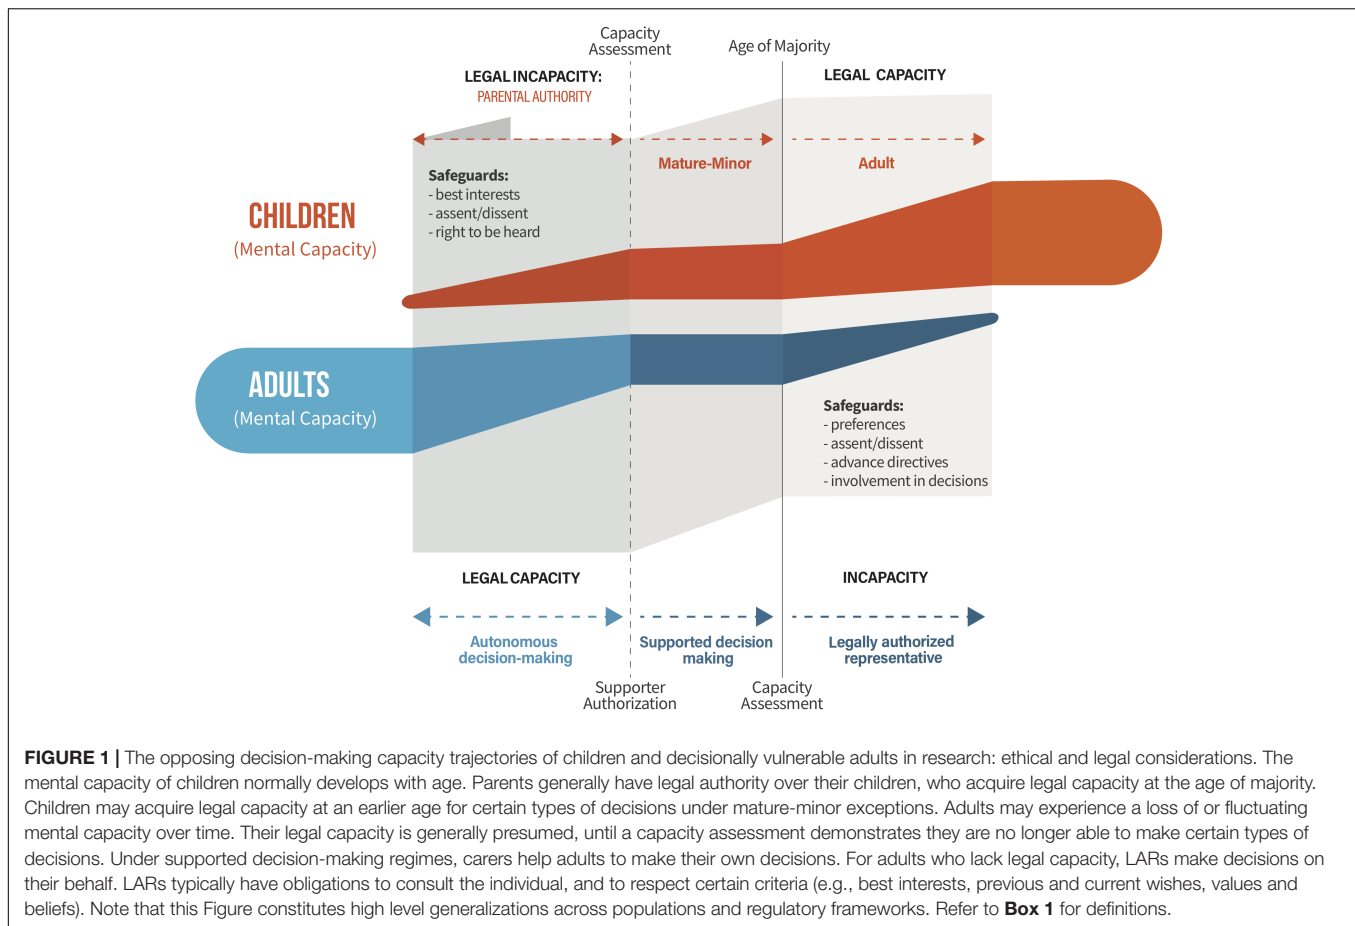 Capacity
Assessment
Age of Majority
LEGAL INCAPACITY:
PARENTAL AUTHORITY
LEGAL CAPACITY
Mature-Minor
Adult
Safeguards:
- best interests
- assent/dissent
- right to be heard
CHILDREN
(Mental Capacity)
ADULTS
(Mental Capacity)
Safeguards:
- preferences
- assent/dissent
- advance directives
- involvement in decisions
LEGAL CAPACITY
INCAPACITY
Autonomous
decision-making
Supported decision
making
Legally authorized
representative
Supporter
Authorization
Capacity
Assessment
FIGURE 1 | The opposing decision-making capacity trajectories of children and decisionally vulnerable adults in research: ethical and legal considerations. The
mental capacity of children normally develops with age. Parents generally have legal authority over their children, who acquire legal capacity at the age of majority.
Children may acquire legal capacity at an earlier age for certain types of decisions under mature-minor exceptions. Adults may experience a loss of or fluctuating
mental capacity over time. Their legal capacity is generally presumed, until a capacity assessment demonstrates they are no longer able to make certain types of
decisions. Under supported decision-making regimes, carers help adults to make their own decisions. For adults who lack legal capacity, LARs make decisions on
their behalf. LARs typically have obligations to consult the individual, and to respect certain criteria (e.g., best interests, previous and current wishes, values and
beliefs). Note that this Figure constitutes high level generalizations across populations and regulatory frameworks. Refer to Box 1 for definitions.